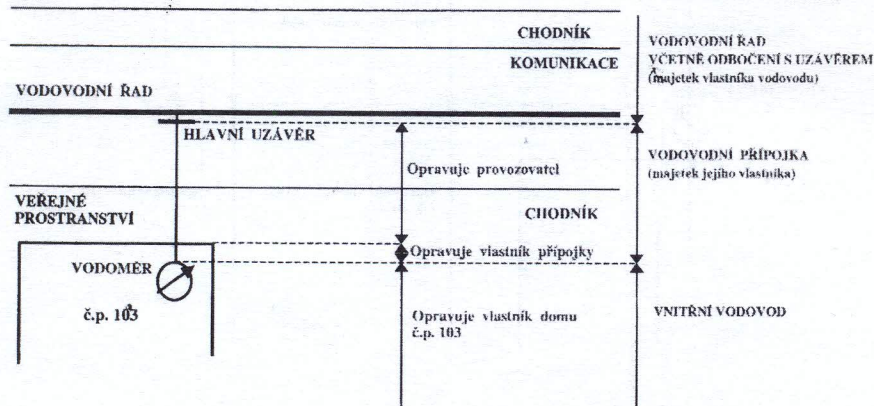 CHODNÍK
KOMUNIKACE
VODOVODNÍ ŘAD
VČETNĚ ODBOČENÍ S UZÁVĚREM
(majetek vlastníka vodovodu)
VODOVODNÍ ŘAD
HLAVNÍ UZÁVĚR
Opravuje provozovatel
VODOVODNÍ PŘÍPOJKA
(majetek jejího vlastníka)
VEŘEJNÉ
PROSTRANSTVÍ
CHODNÍK
Opravuje vlastník přípojky
VODOMĚR
č.p. 103
Opravuje vlastník domu
č.p. 103
VNITŘNÍ VODOVOD